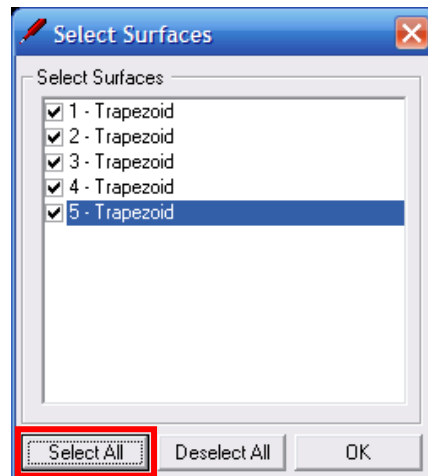 Select Surfaces
Select Surfaces
1 - Trapezoid
2 - Trapezoid
3 - Trapezoid
4 - Trapezoid
5 - Trapezoid
Select All Deselect All OK